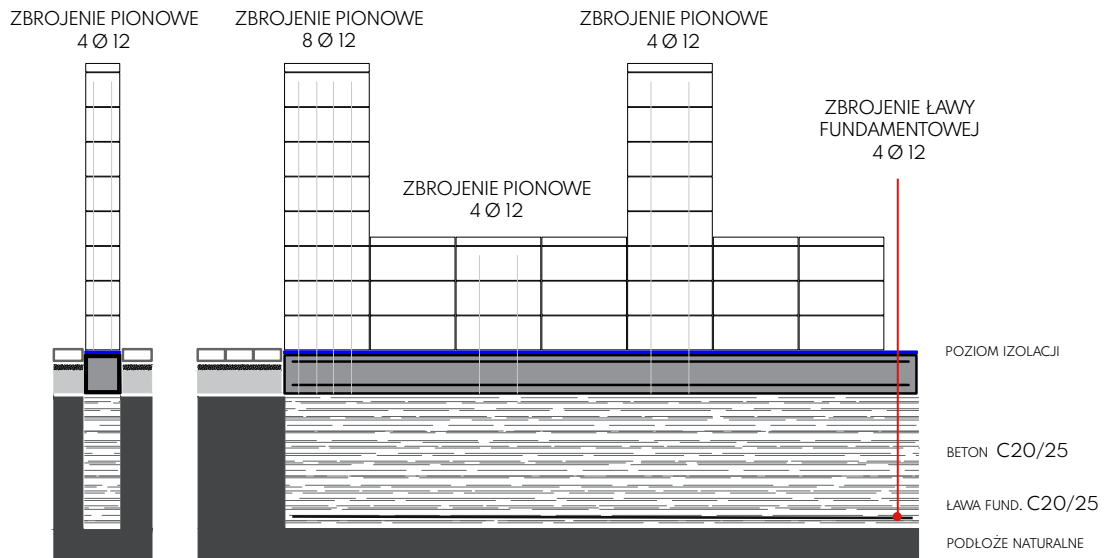 ZBROJENIE PIONOWE
4 Ø 12
ZBROJENIE PIONOWE
8 Ø 12
ZBROJENIE PIONOWE
4 Ø 12
ZBROJENIE ŁAWY
FUNDAMENTOWEJ
4 Ø 12
ZBROJENIE PIONOWE
4 Ø 12
POZIOM IZOLACJI
BETON C20/25
ŁAWA FUND. C20/25
PODŁOŻE NATURALNE